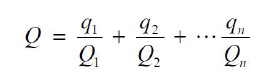 Q = q₁/Q₁ + q₂/Q₂ + ⋯ qₙ/Qₙ